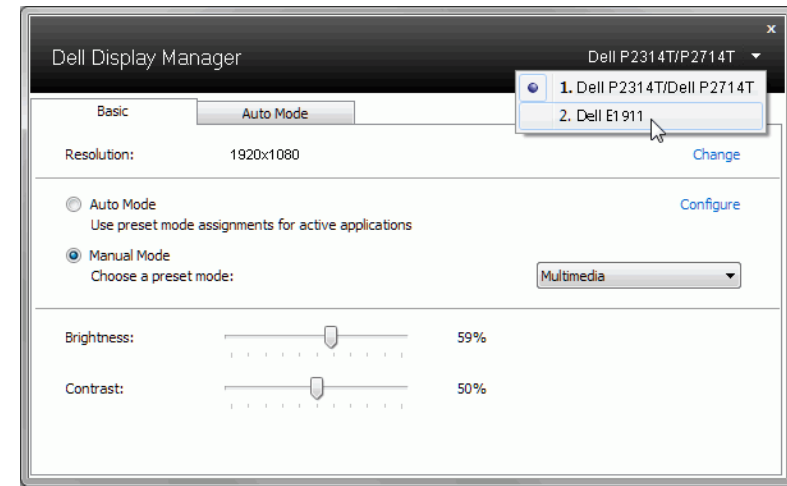 x
Dell Display Manager
Dell P2314T/P2714T
1. Dell P2314T/Dell P2714T
2. Dell E1911
Basic
Auto Mode
Resolution:
1920x1080
Change
Auto Mode
Configure
Use preset mode assignments for active applications
Manual Mode
Choose a preset mode:
Multimedia
Brightness:
59%
Contrast:
50%